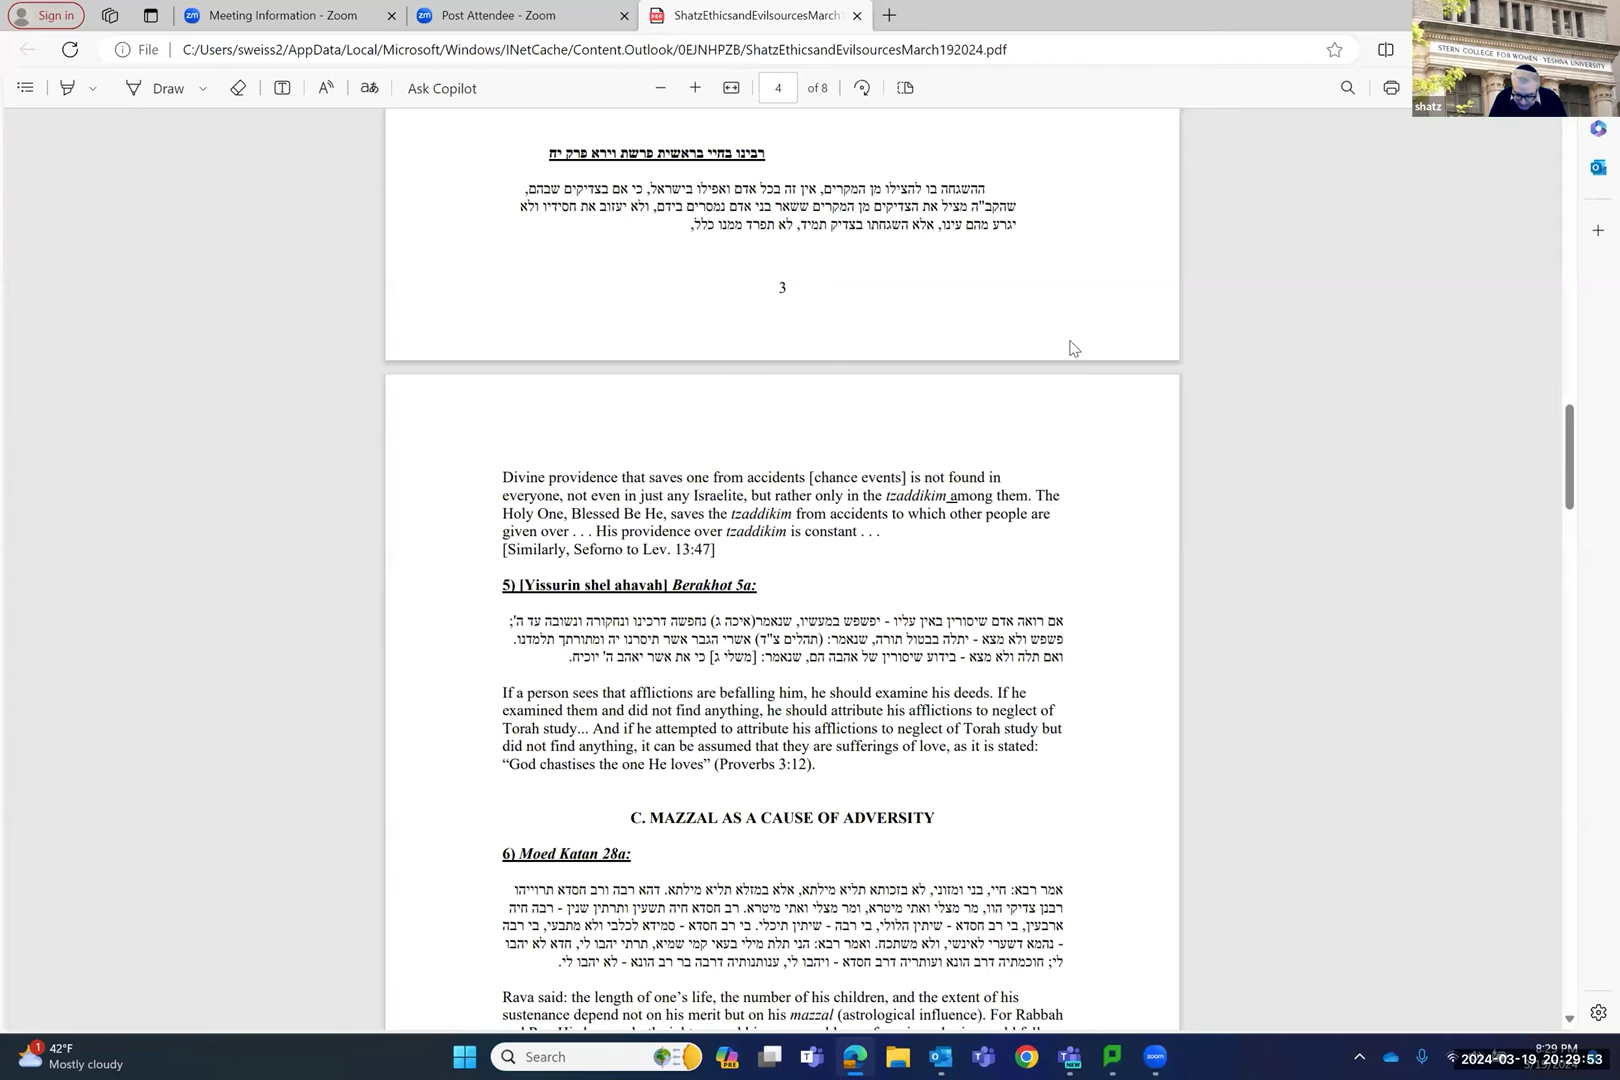 Meeting Information - Zoom
Post Attendee - Zoom
ShatzEthicsandEvilsourcesMarch1
Sign in
File
C:/Users/sweiss2/AppData/Local/Microsoft/Windows/INetCache/Content.Outlook/0EJNHPZB/ShatzEthicsandEvilsourcesMarch192024.pdf
Draw
Ask Copilot
4
of 8
STERN COLLEGE FOR WOMEN · YESHIVA UNIVERSITY
shatz
רבינו בחיי בראשית פרשת וירא פרק יח
ההשגחה בו להצילו מן המקרים, אין זה בכל אדם ואפילו בישראל, כי אם בצדיקים שבהם,
שהקב"ה מציל את הצדיקים מן המקרים ששאר בני אדם נמסרים בידם, ולא יעזוב את חסידיו ולא
יגרע מהם עינו, אלא השגחתו בצדיק תמיד, לא תפרד ממנו כלל,
3
Divine providence that saves one from accidents [chance events] is not found in
everyone, not even in just any Israelite, but rather only in the tzaddikim among them. The
Holy One, Blessed Be He, saves the tzaddikim from accidents to which other people are
given over . . . His providence over tzaddikim is constant . . .
[Similarly, Seforno to Lev. 13:47]
5) [Yissurin shel ahavah] Berakhot 5a:
אם רואה אדם שיסורין באין עליו - יפשפש במעשיו, שנאמר(איכה ג) נחפשה דרכינו ונחקורה ונשובה עד ה';
פשפש ולא מצא - יתלה בבטול תורה, שנאמר: (תהלים צ"ד) אשרי הגבר אשר תיסרנו יה ומתורתך תלמדנו.
ואם תלה ולא מצא - בידוע שיסורין של אהבה הם, שנאמר: [משלי ג] כי את אשר יאהב ה' יוכיח.
If a person sees that afflictions are befalling him, he should examine his deeds. If he
examined them and did not find anything, he should attribute his afflictions to neglect of
Torah study... And if he attempted to attribute his afflictions to neglect of Torah study but
did not find anything, it can be assumed that they are sufferings of love, as it is stated:
“God chastises the one He loves” (Proverbs 3:12).
C. MAZZAL AS A CAUSE OF ADVERSITY
6) Moed Katan 28a:
אמר רבא: חיי, בני ומזוני, לא בזכותא תליא מילתא, אלא במזלא תליא מילתא. דהא רבה ורב חסדא תרוייהו
רבנן צדיקי הוו, מר מצלי ואתי מיטרא, ומר מצלי ואתי מיטרא. רב חסדא חיה תשעין ותרתין שנין - רבה חיה
ארבעין, בי רב חסדא - שיתין הלולי, בי רבה - שיתין תיכלי. בי רב חסדא - סמידא לכלבי ולא מתבעי, בי רבה
- נהמא דשערי לאינשי, ולא משתכח. ואמר רבא: הני תלת מילי בעאי קמי שמיא, תרתי יהבו לי, חדא לא יהבו
לי; חוכמתיה דרב הונא ועותריה דרב חסדא - ויהבו לי, ענותנותיה דרבה בר רב הונא - לא יהבו לי.
Rava said: the length of one’s life, the number of his children, and the extent of his
sustenance depend not on his merit but on his mazzal (astrological influence). For Rabbah
1
42°F
Mostly cloudy
Search
PRE
NEW
8:29 PM
2024-03-19 20:29:53